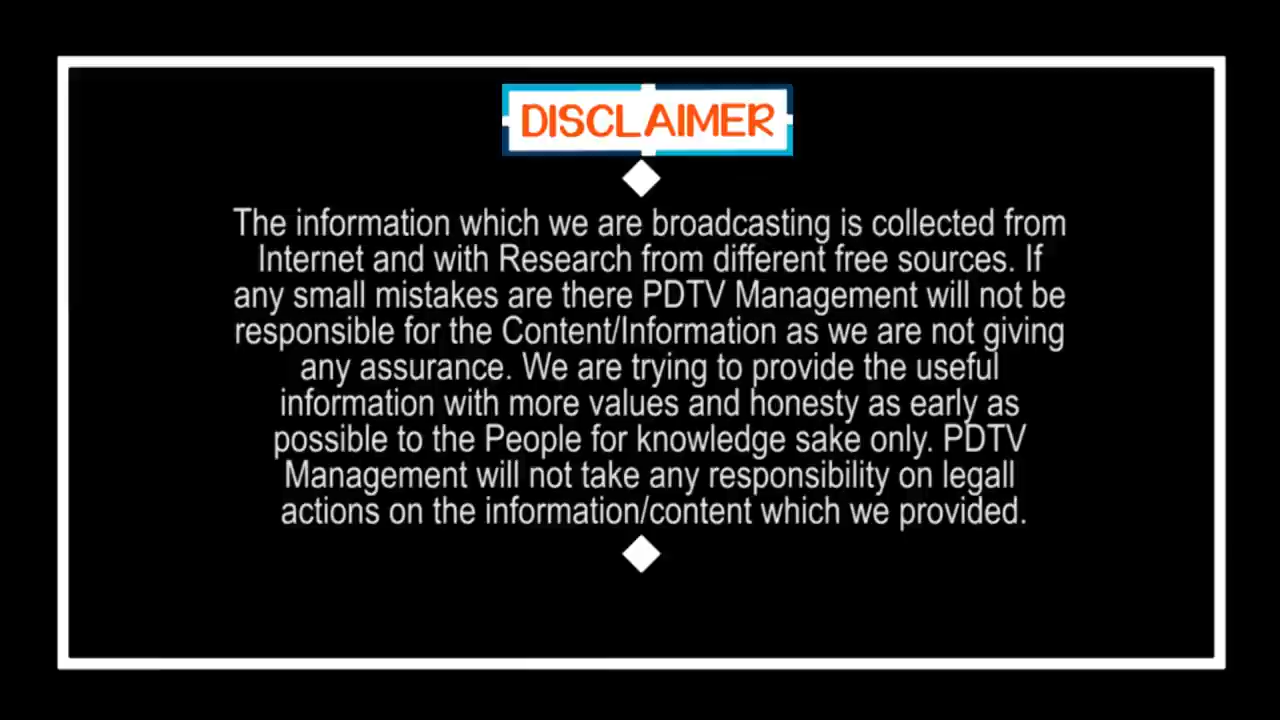 DISCLAIMER
The information which we are broadcasting is collected from
Internet and with Research from different free sources. If
any small mistakes are there PDTV Management will not be
responsible for the Content/Information as we are not giving
any assurance. We are trying to provide the useful
information with more values and honesty as early as
possible to the People for knowledge sake only. PDTV
Management will not take any responsibility on legall
actions on the information/content which we provided.